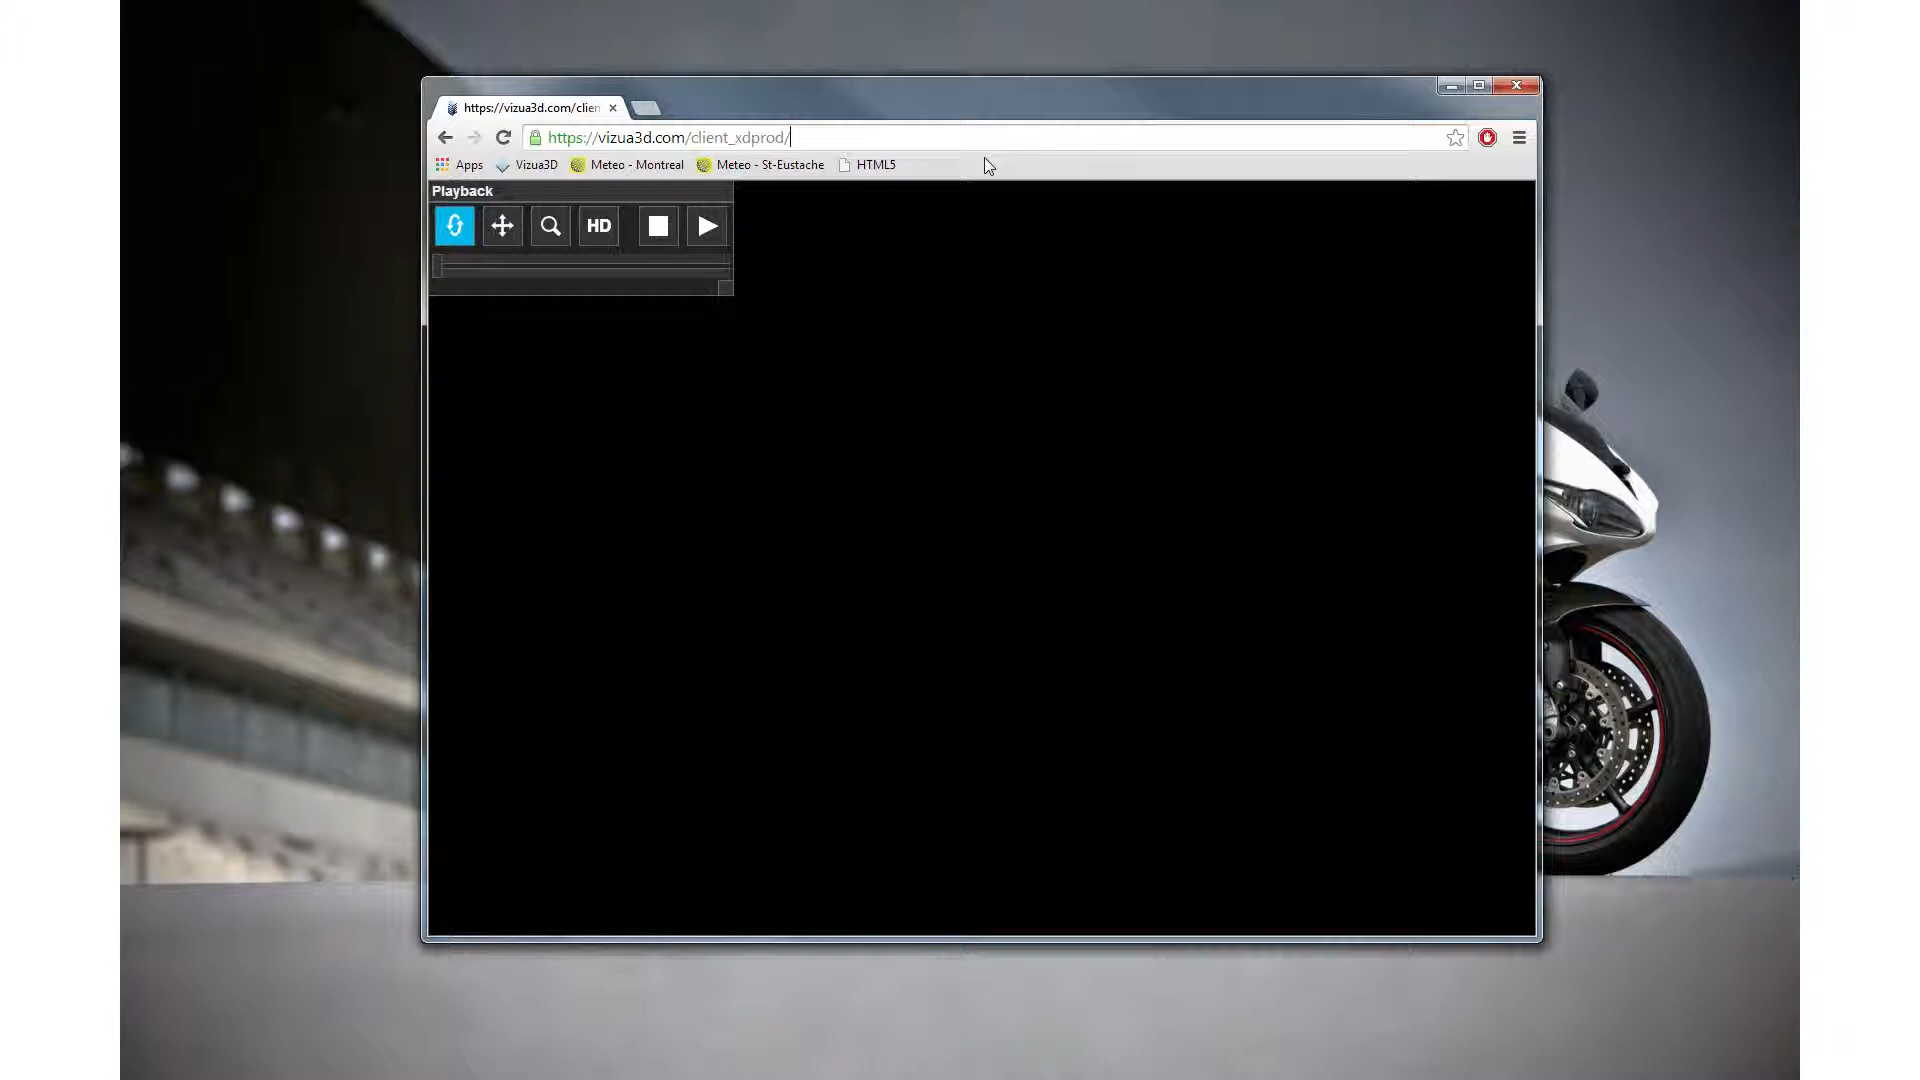 https://vizua3d.com/clien
https://vizua3d.com/client_xdprod/
Apps Vizua3D Meteo - Montreal Meteo - St-Eustache HTML5
Playback
HD